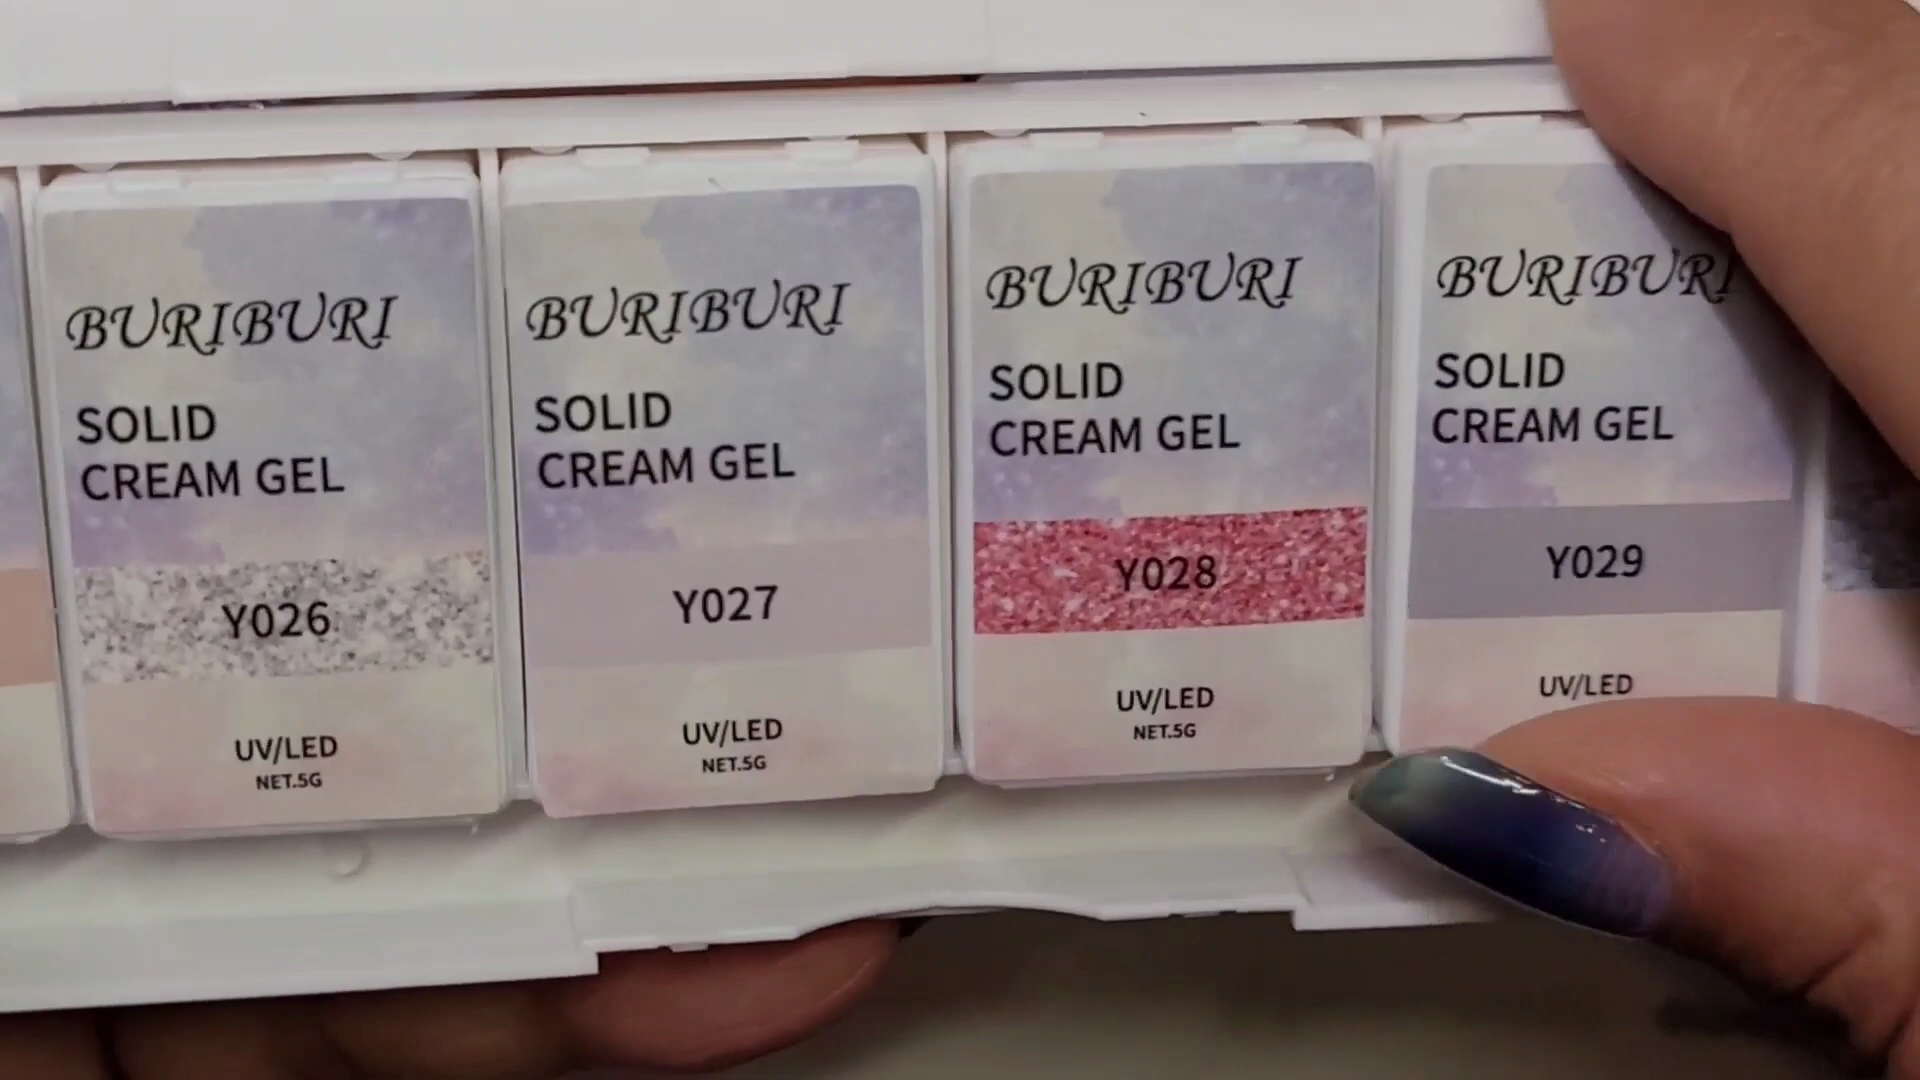 BURIBURI
SOLID
CREAM GEL
Y026
UV/LED
NET.5G
BURIBURI
SOLID
CREAM GEL
Y027
UV/LED
NET.5G
BURIBURI
SOLID
CREAM GEL
Y028
UV/LED
NET.5G
BURIBURI
SOLID
CREAM GEL
Y029
UV/LED